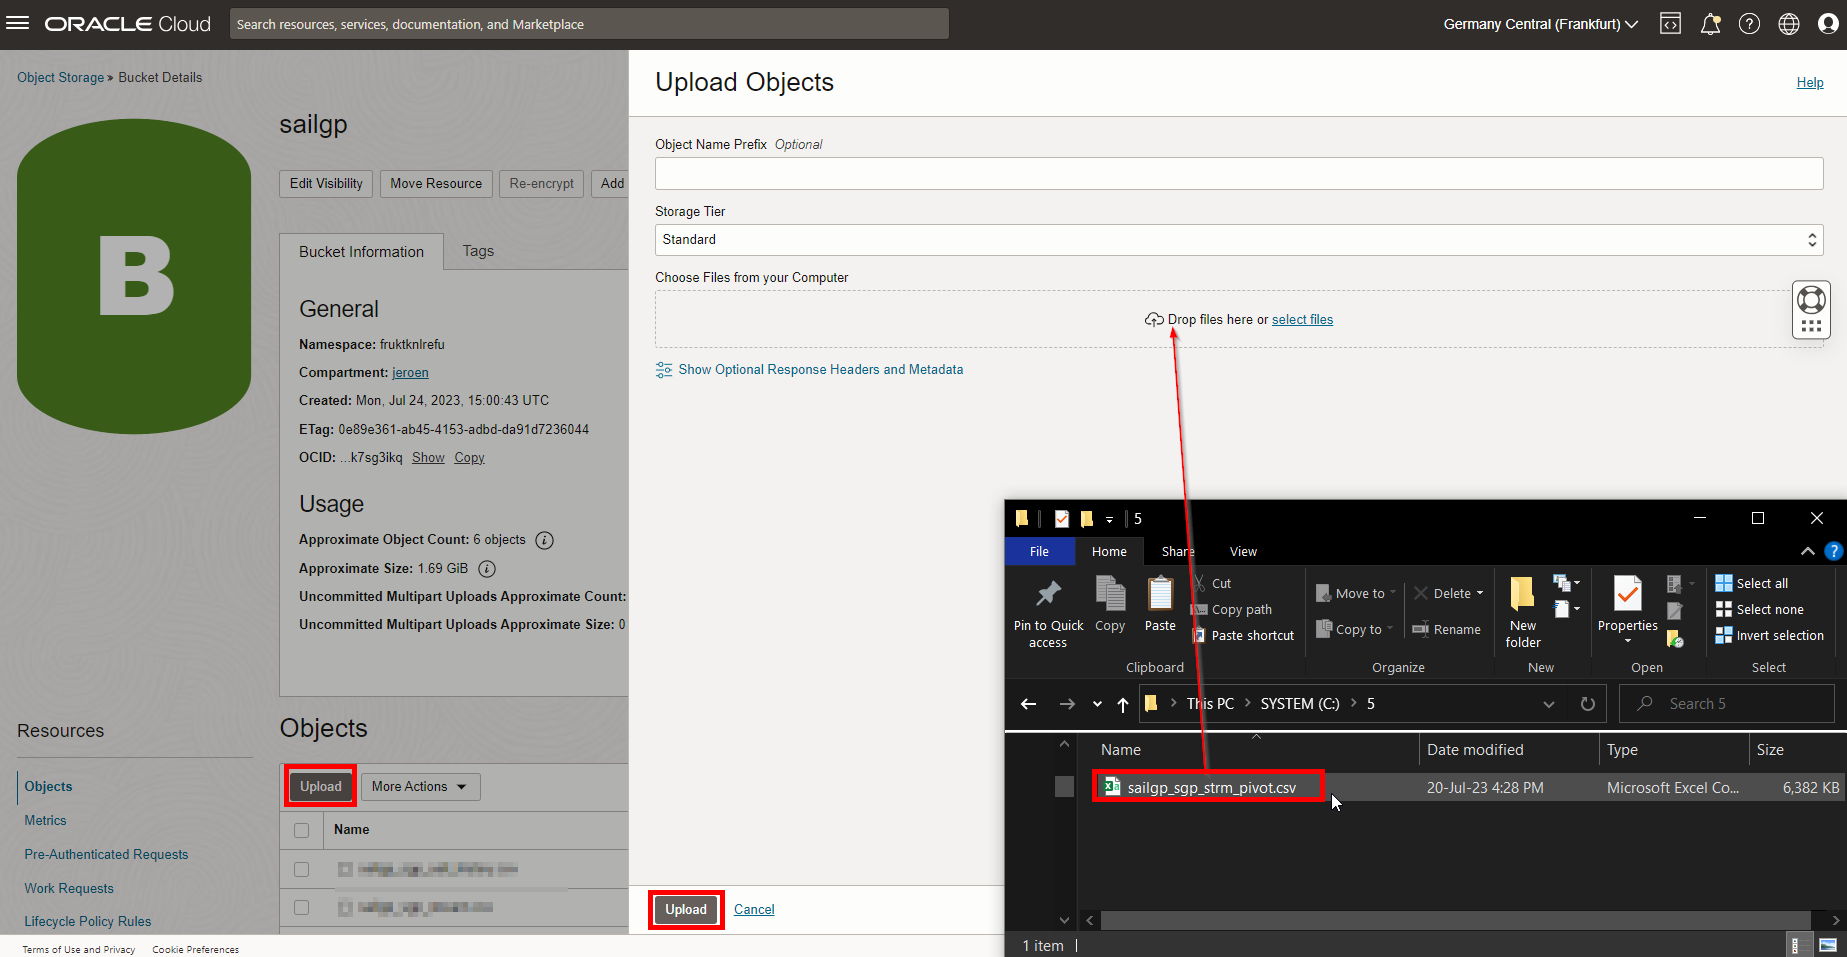 ORACLE Cloud
Search resources, services, documentation, and Marketplace
Germany Central (Frankfurt)
Object Storage » Bucket Details
B
sailgp
Edit Visibility
Move Resource
Re-encrypt
Add
Bucket Information
Tags
General
Namespace: fruktknlrefu
Compartment: jeroen
Created: Mon, Jul 24, 2023, 15:00:43 UTC
ETag: 0e89e361-ab45-4153-adbd-da91d7236044
OCID: ...k7sg3ikq Show Copy
Usage
Approximate Object Count: 6 objects
Approximate Size: 1.69 GiB
Uncommitted Multipart Uploads Approximate Count:
Uncommitted Multipart Uploads Approximate Size: 0
Resources
Objects
Metrics
Pre-Authenticated Requests
Work Requests
Lifecycle Policy Rules
Objects
Upload
More Actions
Name
Terms of Use and Privacy
Cookie Preferences
Upload Objects
Help
Object Name Prefix Optional
Storage Tier
Standard
Choose Files from your Computer
Drop files here or select files
Show Optional Response Headers and Metadata
Upload
Cancel
5
File
Home
Share
View
Pin to Quick access
Copy
Paste
Cut
Copy path
Paste shortcut
Clipboard
Move to
Copy to
Delete
Rename
Organize
New folder
New
Properties
Open
Select all
Select none
Invert selection
Select
This PC > SYSTEM (C:) > 5
Search 5
Name
Date modified
Type
Size
sailgp_sgp_strm_pivot.csv
20-Jul-23 4:28 PM
Microsoft Excel Co...
6,382 KB
1 item